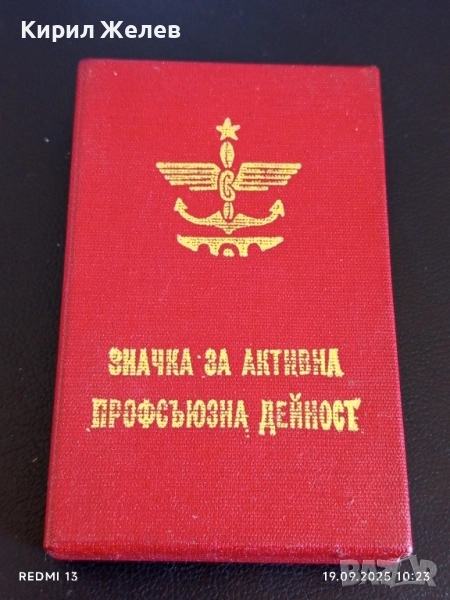 Кирил Желев
ЗНАЧКА ЗА АКТИВНА
ПРОФСЪЮЗНА ДЕЙНОСТ
REDMI 13
19.09.2025 10:23